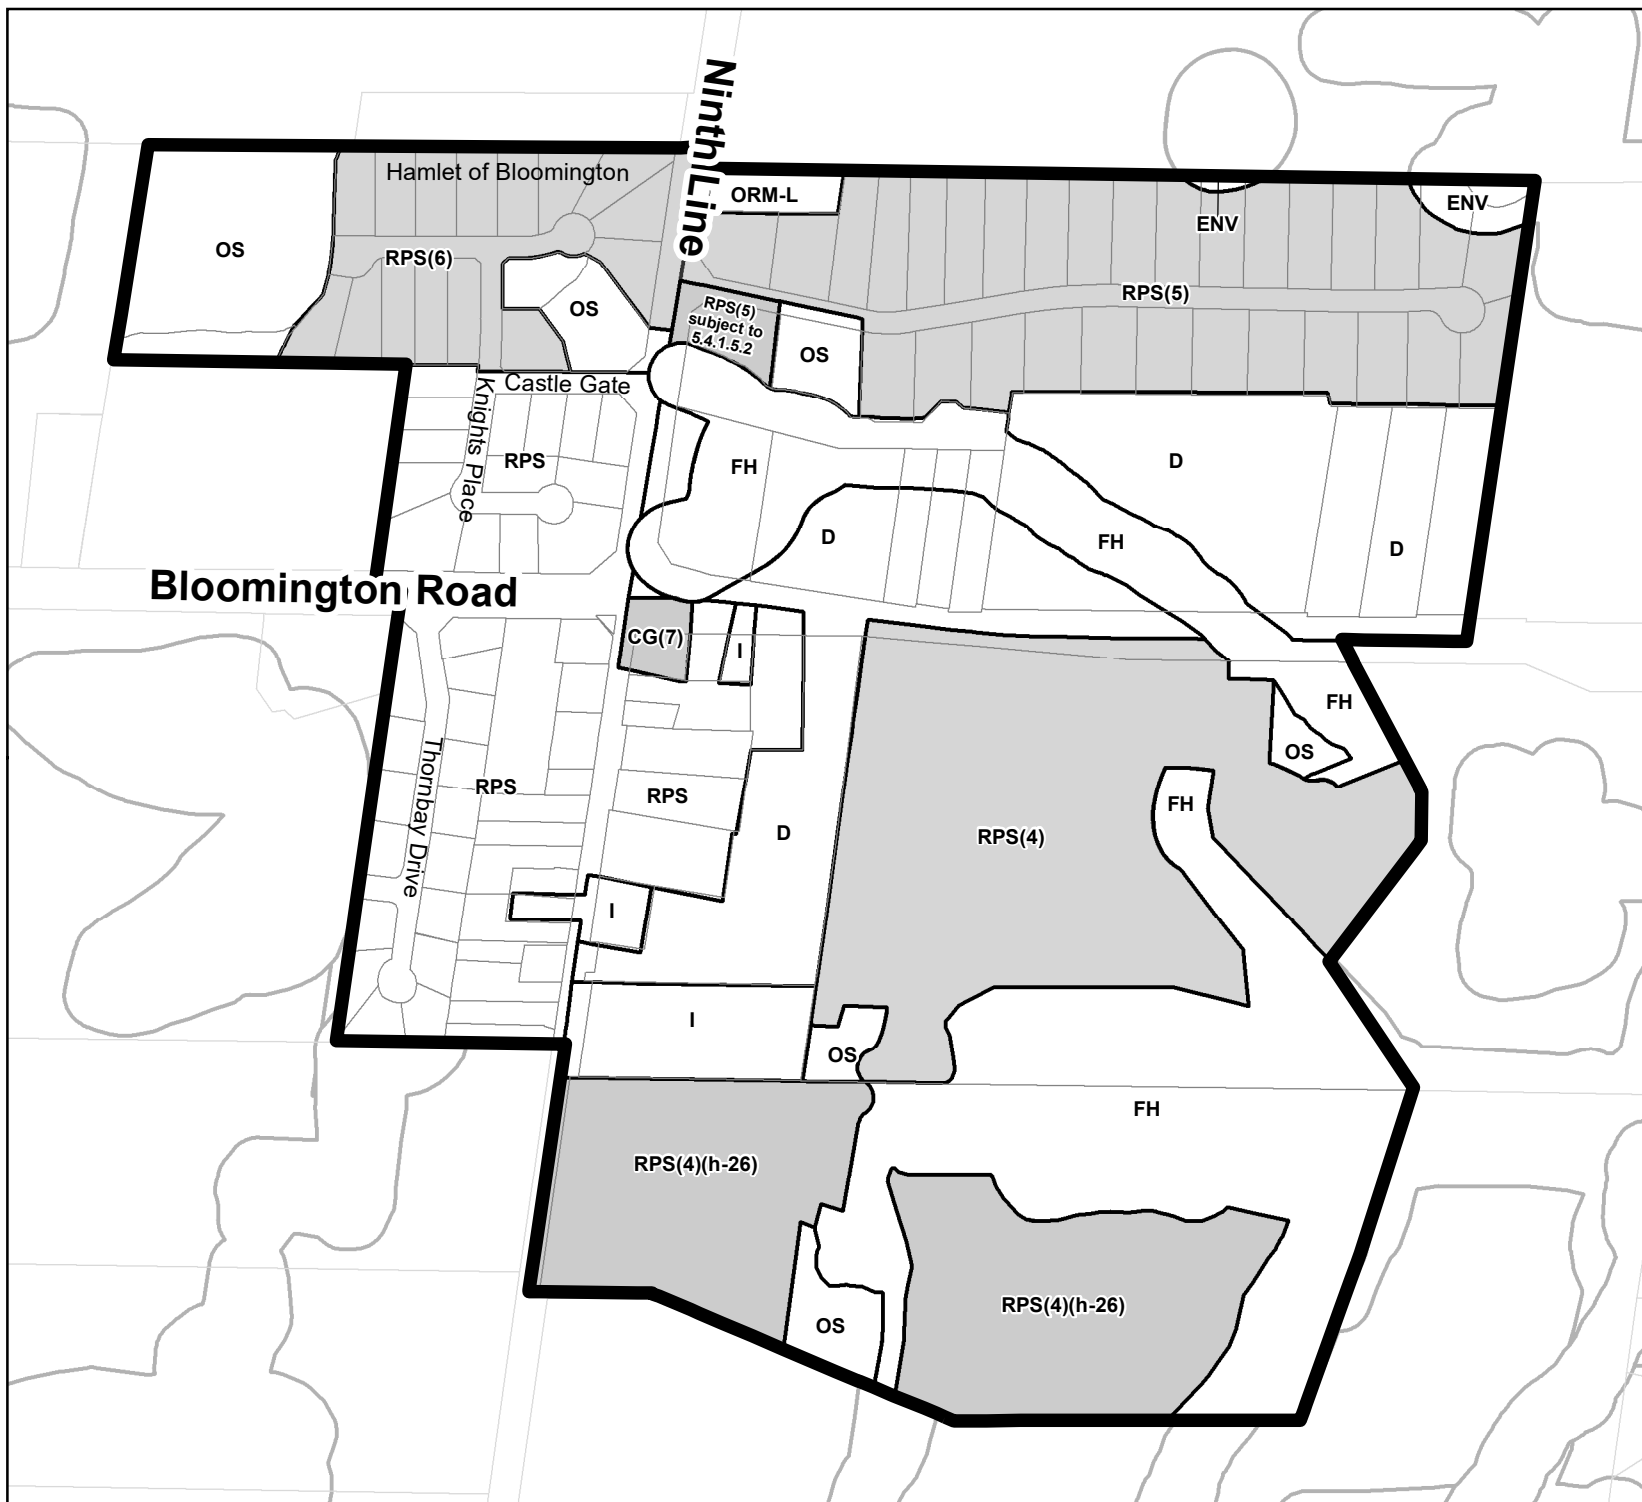 Ninth Line
Hamlet of Bloomington
ORM-L
ENV
ENV
OS
RPS(6)
OS
RPS(5)
RPS(5)
subject to
5.4.1.5.2
OS
Castle Gate
Knights Place
RPS
FH
D
D
FH
D
Bloomington Road
CG(7)
I
FH
OS
Thornbay Drive
RPS
RPS
D
RPS(4)
FH
I
I
OS
FH
RPS(4)(h-26)
RPS(4)(h-26)
OS